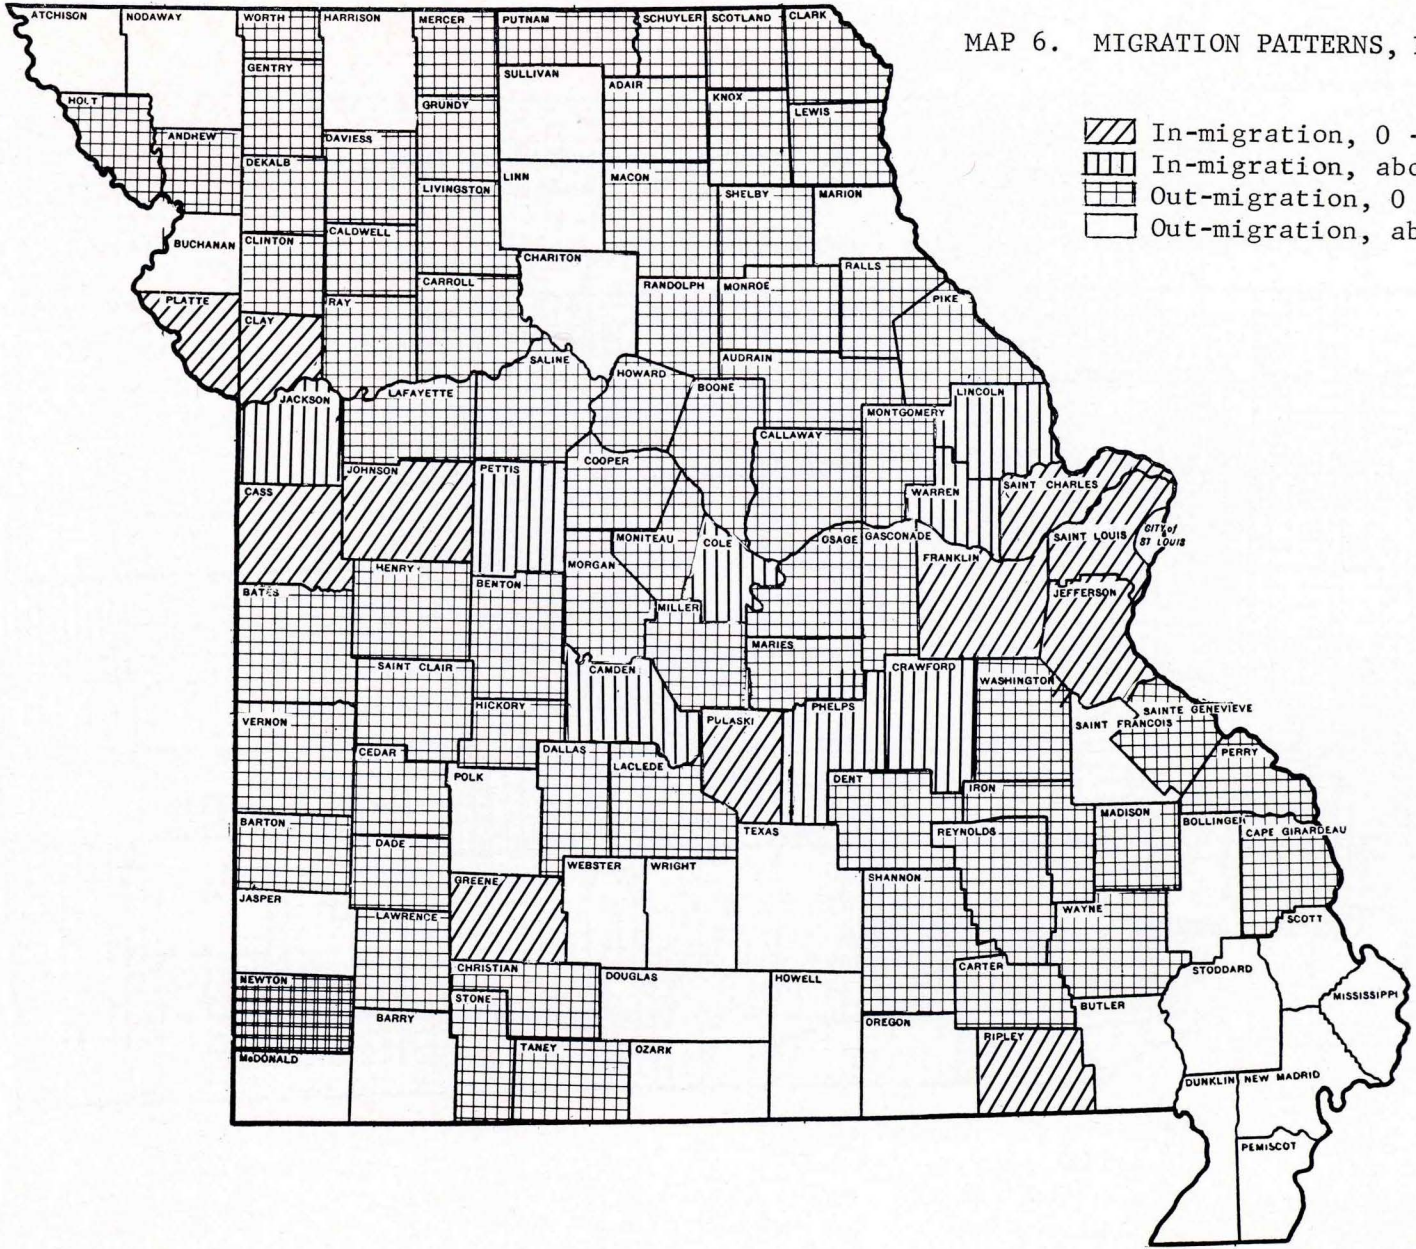 MAP 6. MIGRATION PATTERNS,
In-migration, 0 -
In-migration, abo
Out-migration, 0
Out-migration, ab
ATCHISON
NODAWAY
WORTH
HARRISON
MERCER
PUTNAM
SCHUYLER
SCOTLAND
CLARK
GENTRY
SULLIVAN
ADAIR
HOLT
GRUNDY
KNOX
LEWIS
ANDREW
DAVIESS
DEKALB
LINN
MACON
LIVINGSTON
SHELBY
MARION
BUCHANAN
CLINTON
CALDWELL
CHARITON
CARROLL
RANDOLPH
MONROE
RALLS
PLATTE
RAY
PIKE
CLAY
SALINE
AUDRAIN
HOWARD
BOONE
JACKSON
LAFAYETTE
LINCOLN
MONTGOMERY
CALLAWAY
COOPER
JOHNSON
PETTIS
CASS
WARREN
SAINT CHARLES
MONITEAU
COLE
OSAGE
GASCONADE
FRANKLIN
SAINT LOUIS
CITY of
ST LOUIS
HENRY
BENTON
MORGAN
BATES
JEFFERSON
MILLER
MARIES
SAINT CLAIR
CAMDEN
CRAWFORD
WASHINGTON
HICKORY
PULASKI
PHELPS
SAINTE GENEVIEVE
SAINT FRANCOIS
VERNON
CEDAR
DALLAS
LACLEDE
PERRY
POLK
DENT
IRON
BARTON
TEXAS
REYNOLDS
MADISON
BOLLINGER
CAPE GIRARDEAU
DADE
WEBSTER
WRIGHT
GREENE
SHANNON
JASPER
LAWRENCE
WAYNE
SCOTT
NEWTON
CHRISTIAN
DOUGLAS
HOWELL
CARTER
STODDARD
STONE
MISSISSIPPI
BARRY
OREGON
BUTLER
McDONALD
TANEY
OZARK
RIPLEY
DUNKLIN
NEW MADRID
PEMISCOT